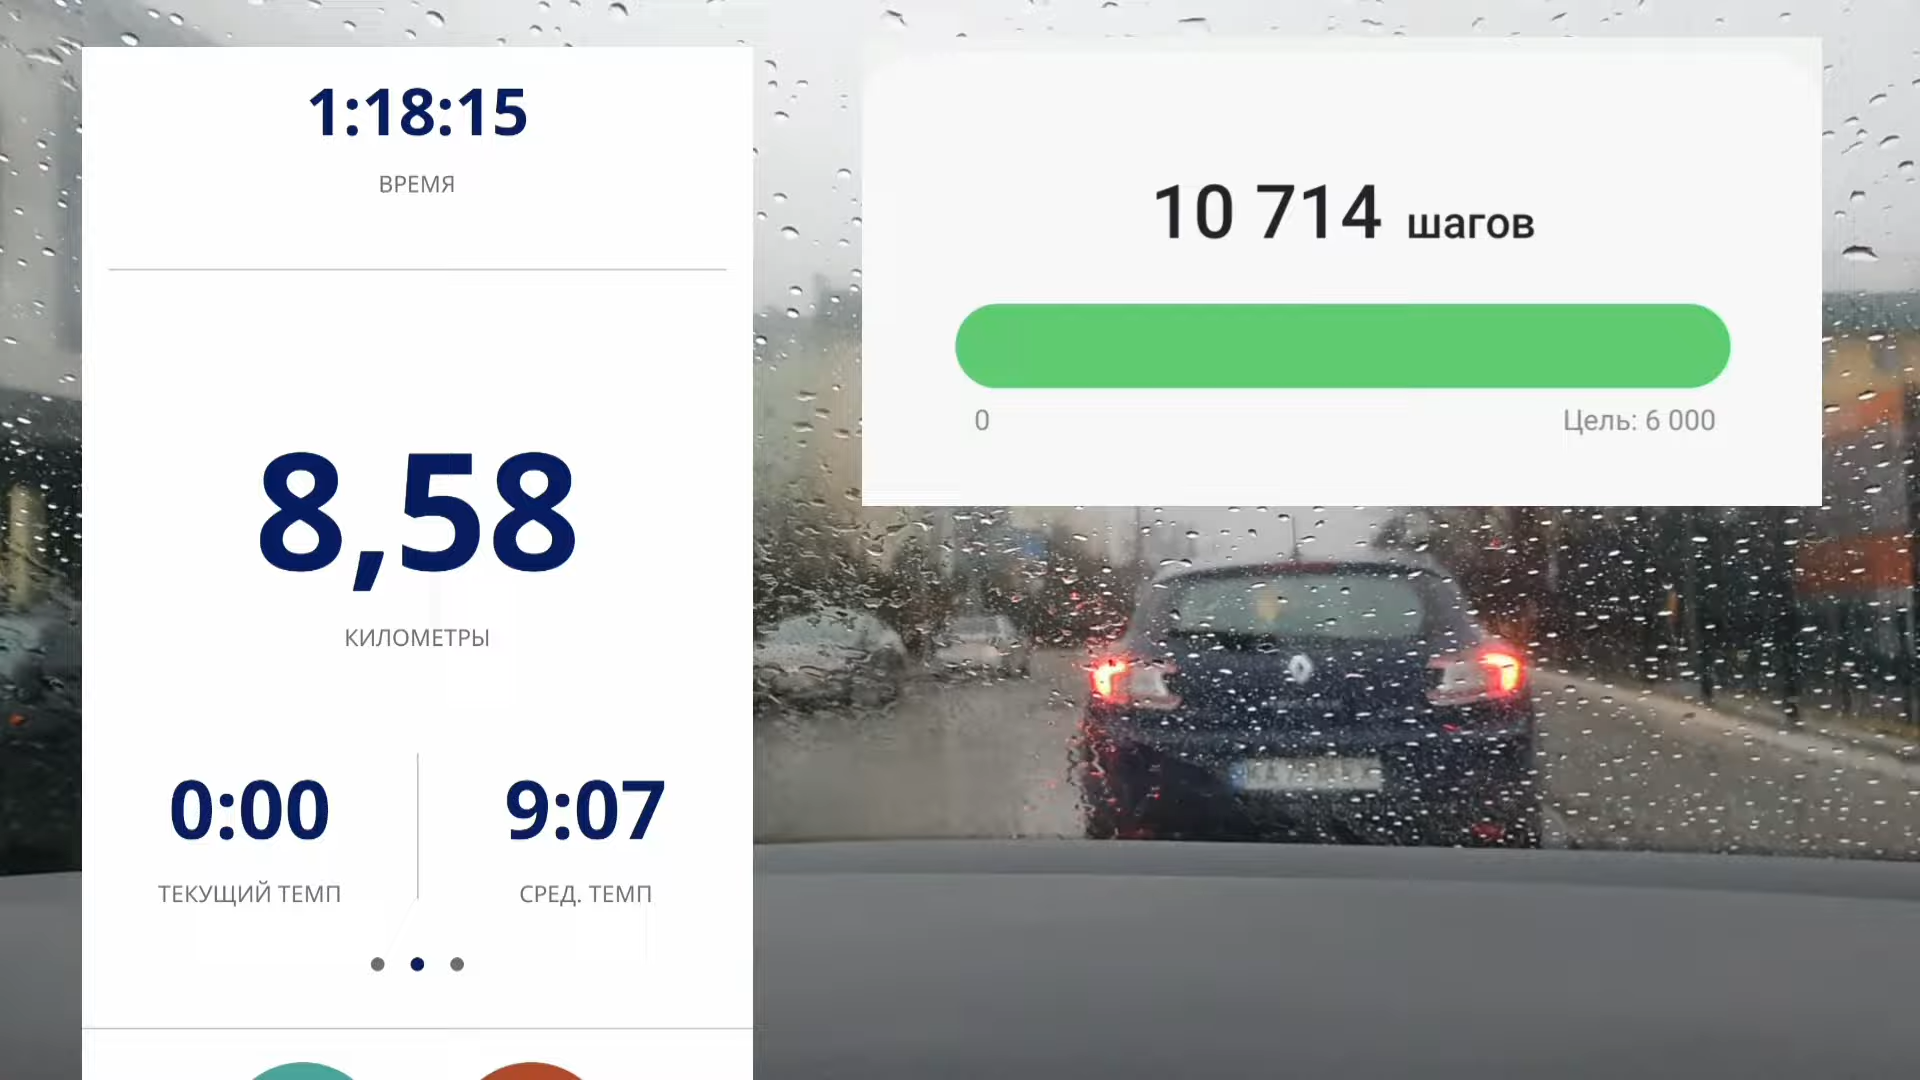 1:18:15
ВРЕМЯ
8,58
КИЛОМЕТРЫ
0:00
9:07
ТЕКУЩИЙ ТЕМП
СРЕД. ТЕМП
10 714 шагов
0
Цель: 6 000